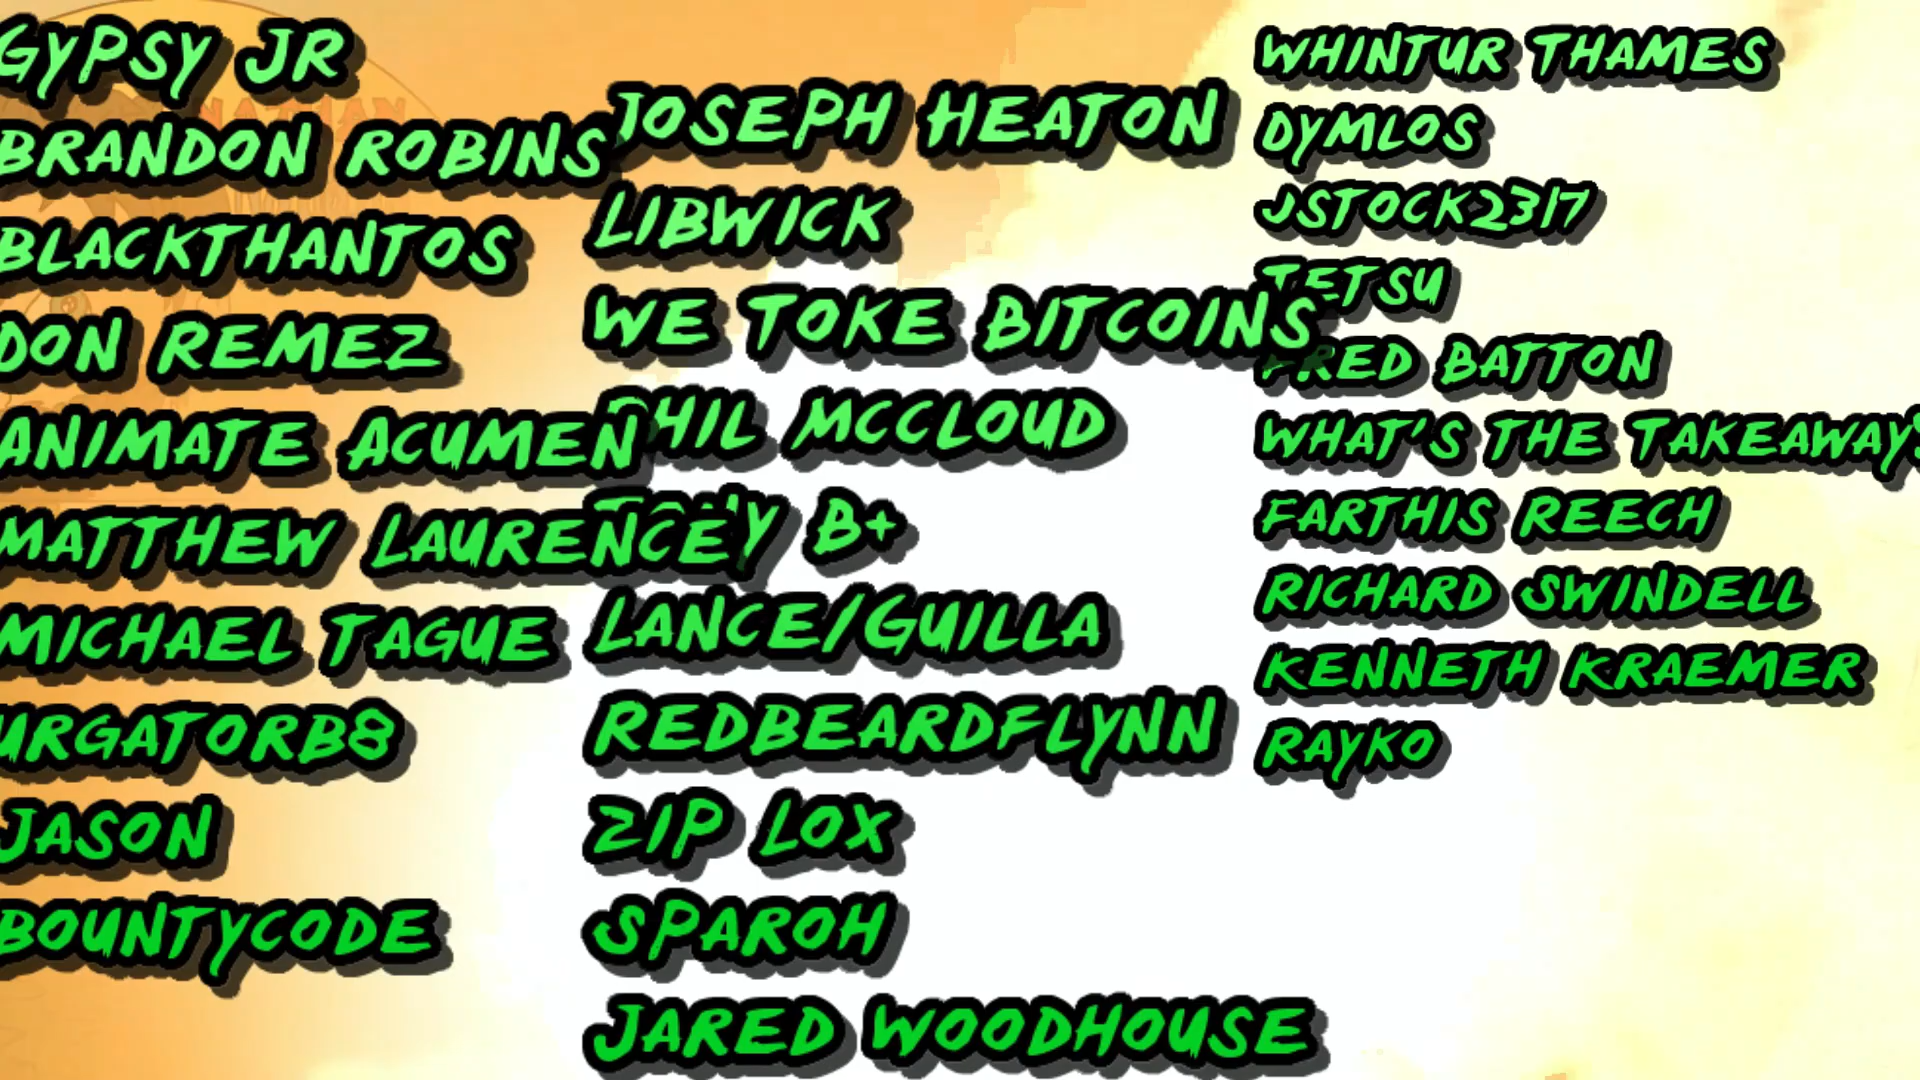 GYPSY JR
BRANDON ROBINS
BLACKTHANTOS
DON REMEZ
ANIMATE ACUMEN
MATTHEW LAURENCE
MICHAEL TAGUE
URGATORB8
JASON
BOUNTYCODE
JOSEPH HEATON
LIBWICK
WE TOKE BITCOINS
PHIL MCCLOUD
B+
LANCE/GUILLA
REDBEARDFLYNN
ZIP LOX
SPAROH
JARED WOODHOUSE
WHINTUR THAMES
DYMLOS
JSTOCK2317
TETSU
FRED BATTON
WHAT'S THE TAKEAWAY?
FARTHIS REECH
RICHARD SWINDELL
KENNETH KRAEMER
RAYKO